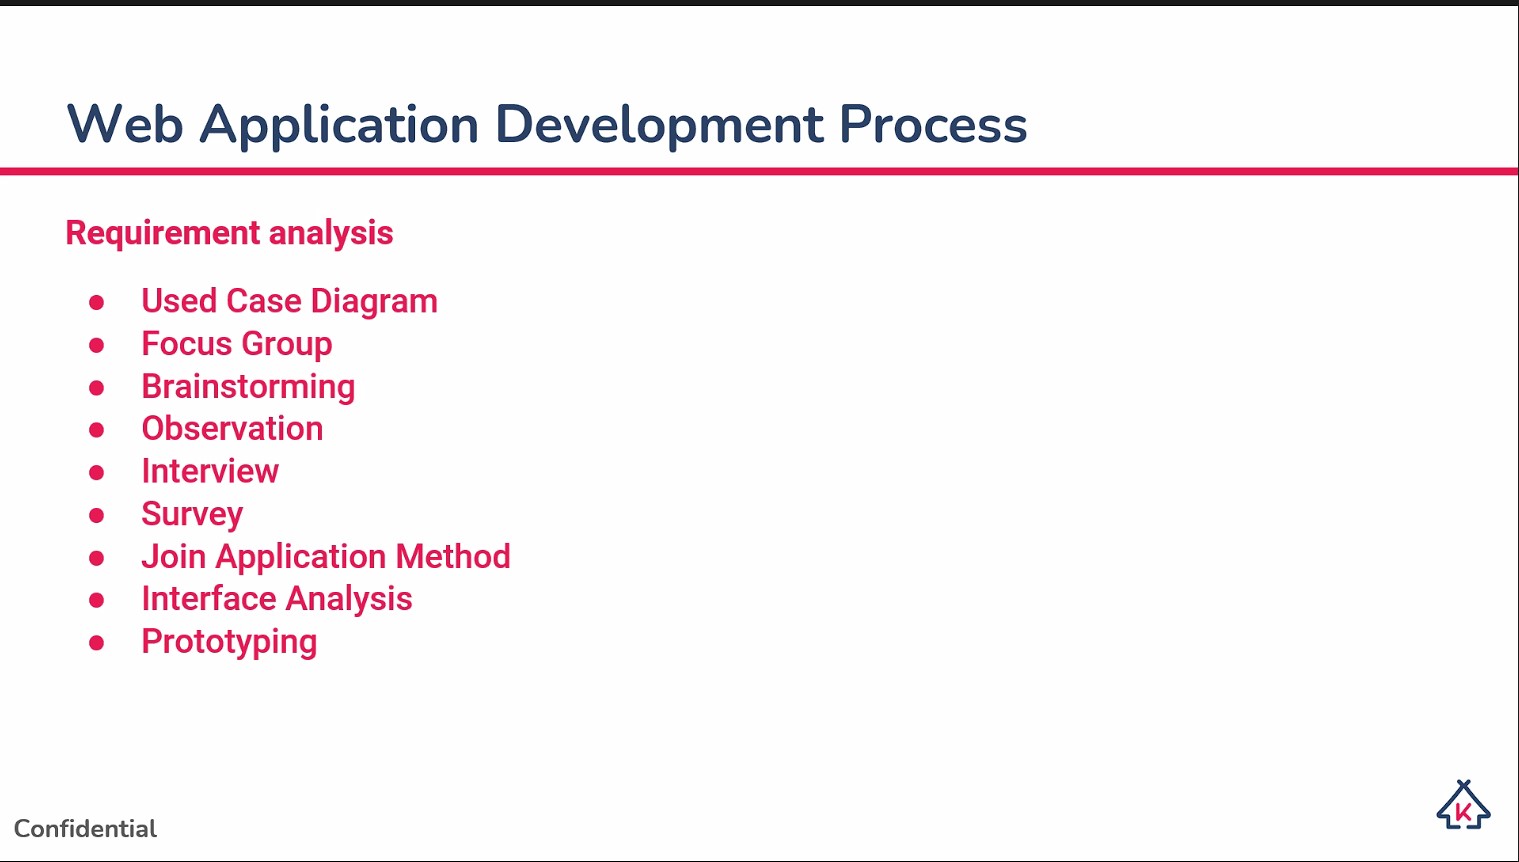 Web Application Development Process
Requirement analysis
● Used Case Diagram
● Focus Group
● Brainstorming
● Observation
● Interview
● Survey
● Join Application Method
● Interface Analysis
● Prototyping
Confidential
K